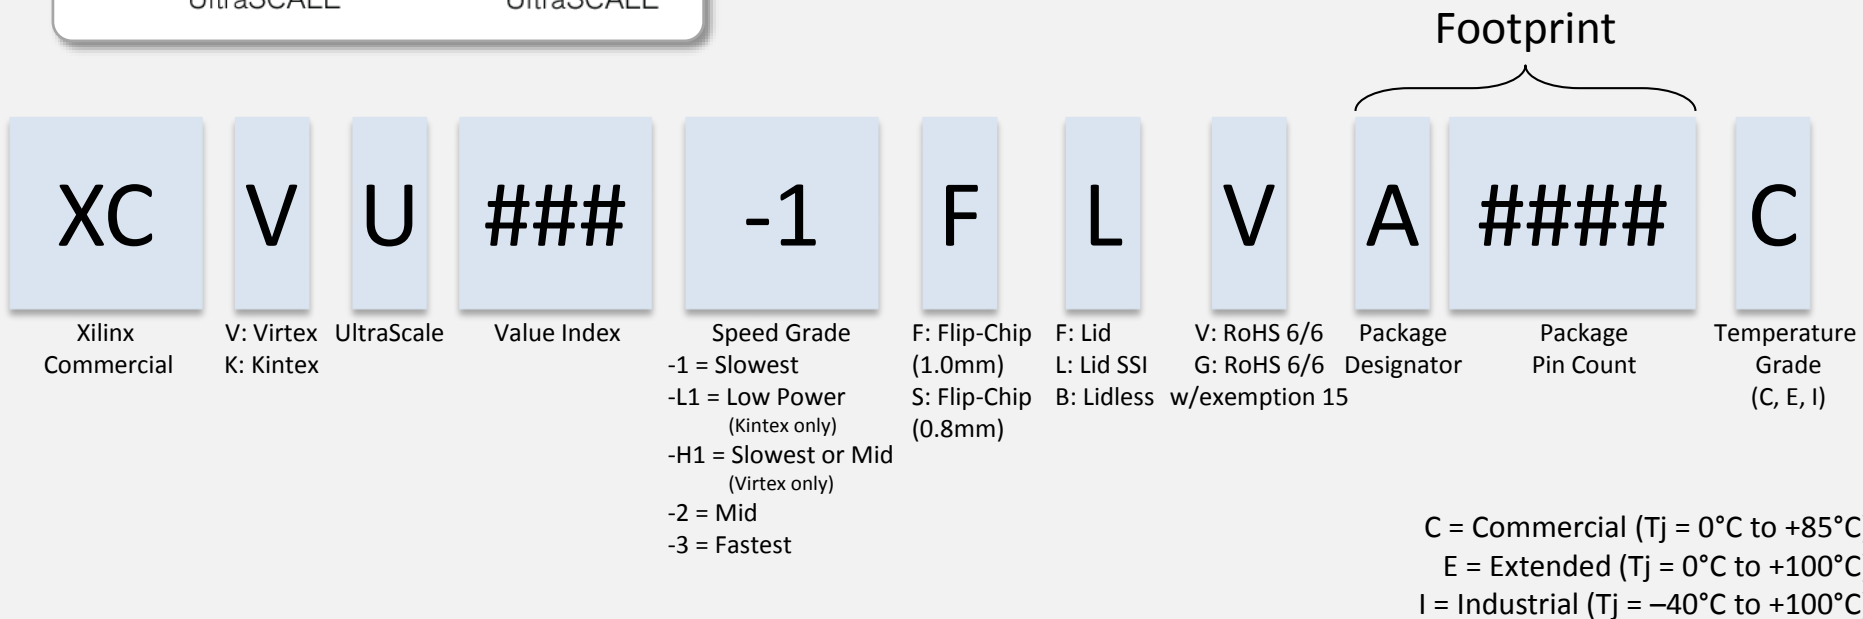 UltraSCALE UltraSCALE
Footprint
XC V U ### -1 F L V A #### C
Xilinx
Commercial
V: Virtex
K: Kintex
UltraScale
Value Index
Speed Grade
-1 = Slowest
-L1 = Low Power
(Kintex only)
-H1 = Slowest or Mid
(Virtex only)
-2 = Mid
-3 = Fastest
F: Flip-Chip
(1.0mm)
S: Flip-Chip
(0.8mm)
F: Lid
L: Lid SSI
B: Lidless
V: RoHS 6/6
G: RoHS 6/6
w/exemption 15
Package
Designator
Package
Pin Count
Temperature
Grade
(C, E, I)
C = Commercial (Tj = 0°C to +85°C
E = Extended (Tj = 0°C to +100°C
I = Industrial (Tj = –40°C to +100°C